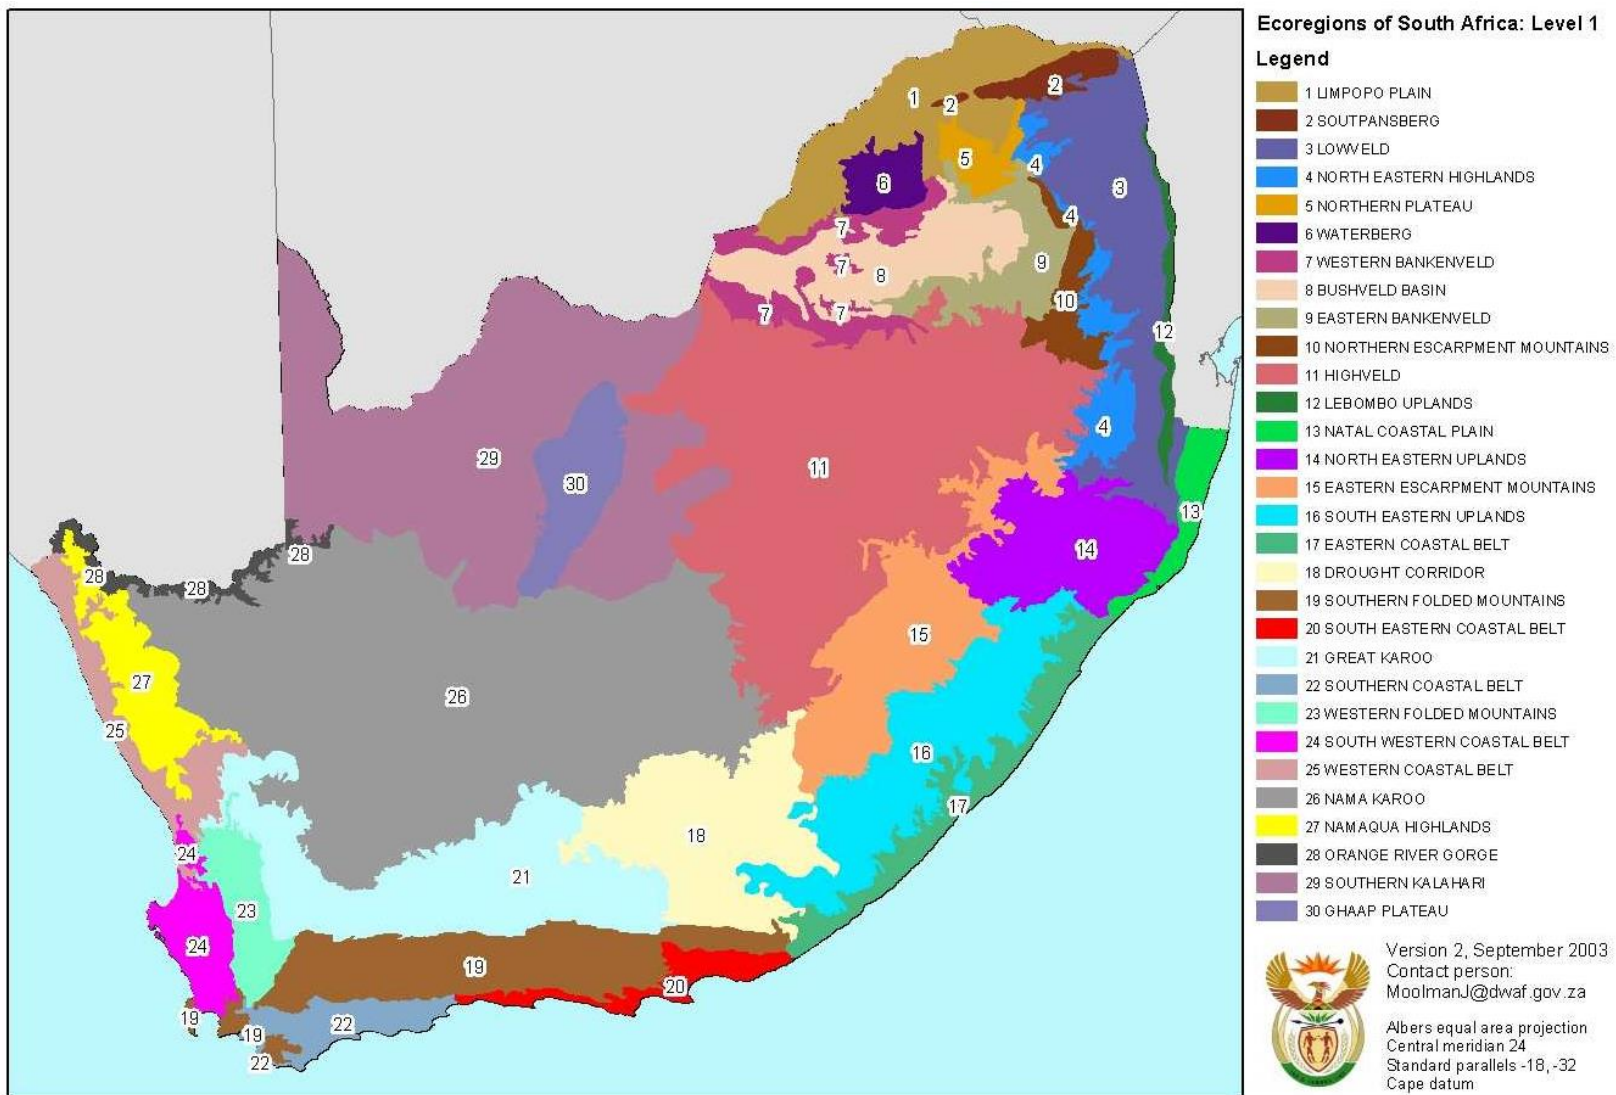 Ecoregions of South Africa: Level 1
Legend
1 LIMPOPO PLAIN
2 SOUTPANSBERG
3 LOWVELD
4 NORTH EASTERN HIGHLANDS
5 NORTHERN PLATEAU
6 WATERBERG
7 WESTERN BANKENVELD
8 BUSHVELD BASIN
9 EASTERN BANKENVELD
10 NORTHERN ESCARPMENT MOUNTAINS
11 HIGHVELD
12 LEBOMBO UPLANDS
13 NATAL COASTAL PLAIN
14 NORTH EASTERN UPLANDS
15 EASTERN ESCARPMENT MOUNTAINS
16 SOUTH EASTERN UPLANDS
17 EASTERN COASTAL BELT
18 DROUGHT CORRIDOR
19 SOUTHERN FOLDED MOUNTAINS
20 SOUTH EASTERN COASTAL BELT
21 GREAT KAROO
22 SOUTHERN COASTAL BELT
23 WESTERN FOLDED MOUNTAINS
24 SOUTH WESTERN COASTAL BELT
25 WESTERN COASTAL BELT
26 NAMA KAROO
27 NAMAQUA HIGHLANDS
28 ORANGE RIVER GORGE
29 SOUTHERN KALAHARI
30 GHAAP PLATEAU
Version 2, September 2003
Contact person:
MoolmanJ@dwaf.gov.za
Albers equal area projection
Central meridian 24
Standard parallels -18, -32
Cape datum
2
1
2
5
4
6
3
4
7
9
7
8
10
7
7
12
4
29
11
30
13
28
14
28
28
15
27
26
25
16
17
18
24
21
23
24
19
20
19
22
19
22